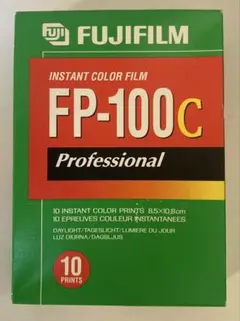 FUJI FUJIFILM
INSTANT COLOR FILM
FP-100C
Professional
10 INSTANT COLOR PRINTS 8,5×10,8cm
10 EPREUVES COULEUR INSTANTANEES
DAYLIGHT/TAGESLICHT/LUMIERE DU JOUR
LUZ DIURNA/DAGSLJUS
10
PRINTS